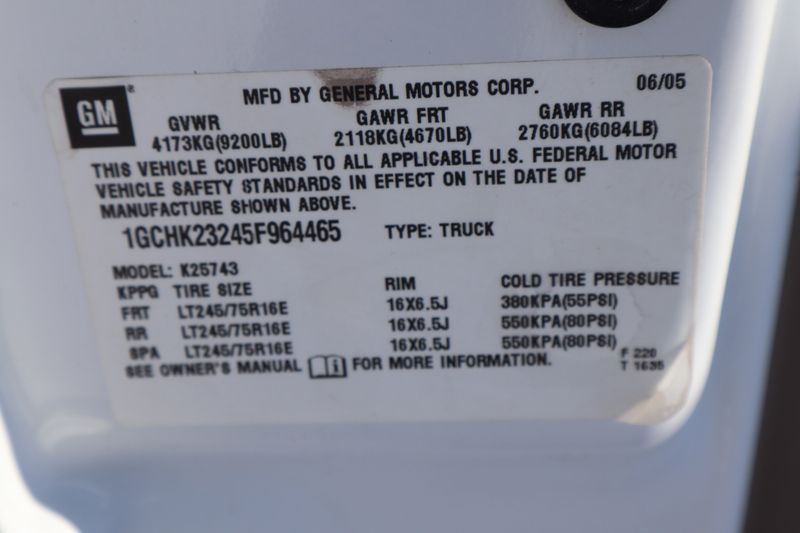 GM ® MFD BY GENERAL MOTORS CORP. 06/05
GVWR GAWR FRT GAWR RR
4173KG(9200LB) 2118KG(4670LB) 2760KG(6084LB)
THIS VEHICLE CONFORMS TO ALL APPLICABLE U.S. FEDERAL MOTOR
VEHICLE SAFETY STANDARDS IN EFFECT ON THE DATE OF
MANUFACTURE SHOWN ABOVE.
1GCHK23245F964465 TYPE: TRUCK
MODEL: K25743
KPPG TIRE SIZE RIM COLD TIRE PRESSURE
FRT LT245/75R16E 16X6.5J 380KPA(55PSI)
RR LT245/75R16E 16X6.5J 550KPA(80PSI)
SPA LT245/75R16E 16X6.5J 550KPA(80PSI)
SEE OWNER'S MANUAL FOR MORE INFORMATION.
F 220
T 1635